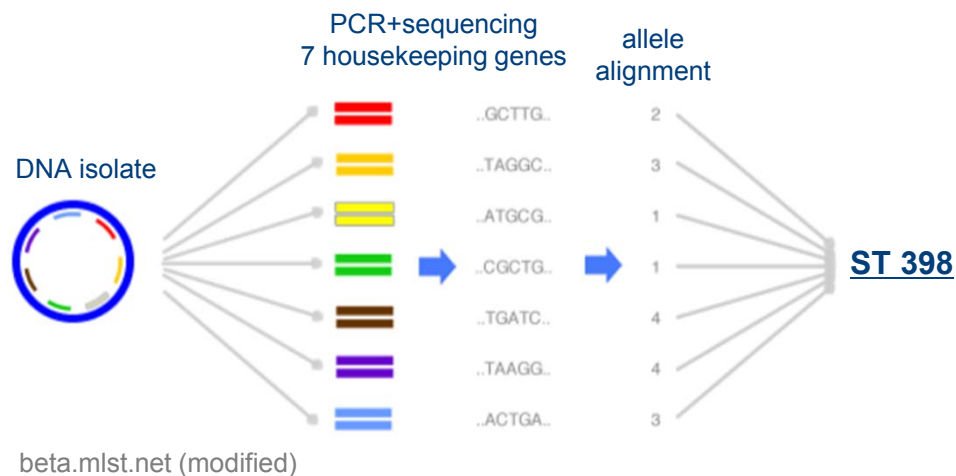 PCR+sequencing
7 housekeeping genes
allele
alignment
DNA isolate
..GCTTG..
2
..TAGGC..
3
..ATGCG..
1
..CGCTG..
1
ST 398
..TGATC..
4
..TAAGG..
4
..ACTGA..
3
beta.mlst.net (modified)